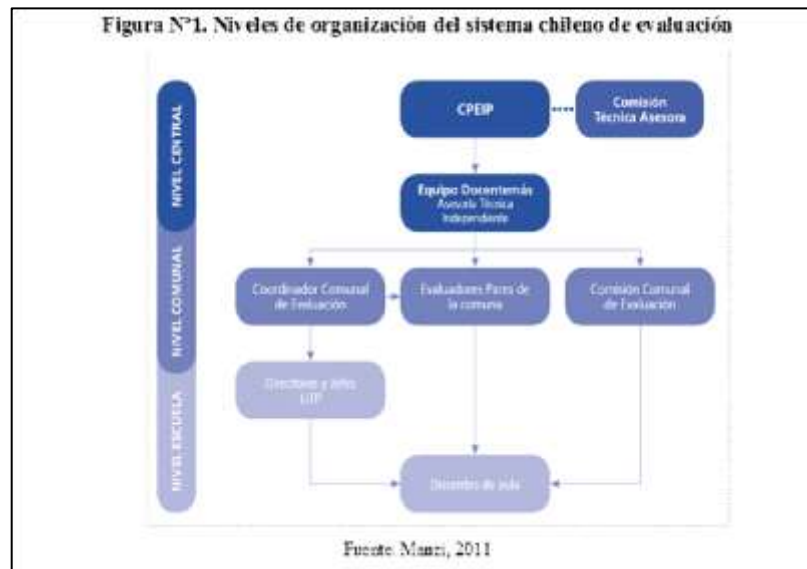 Figura Nº1. Niveles de organización del sistema chileno de evaluación
NIVEL CENTRAL
CPEIP
Comisión
Técnica Asesora
Equipo Docentemás
Asesoría Técnica
Independiente
NIVEL COMUNAL
Coordinador Comunal
de Evaluación
Evaluadores Pares de
la comuna
Comisión Comunal
de Evaluación
NIVEL ESCUELA
Directores y Jefes
UTP
Docentes de aula
Fuente: Manzi, 2011